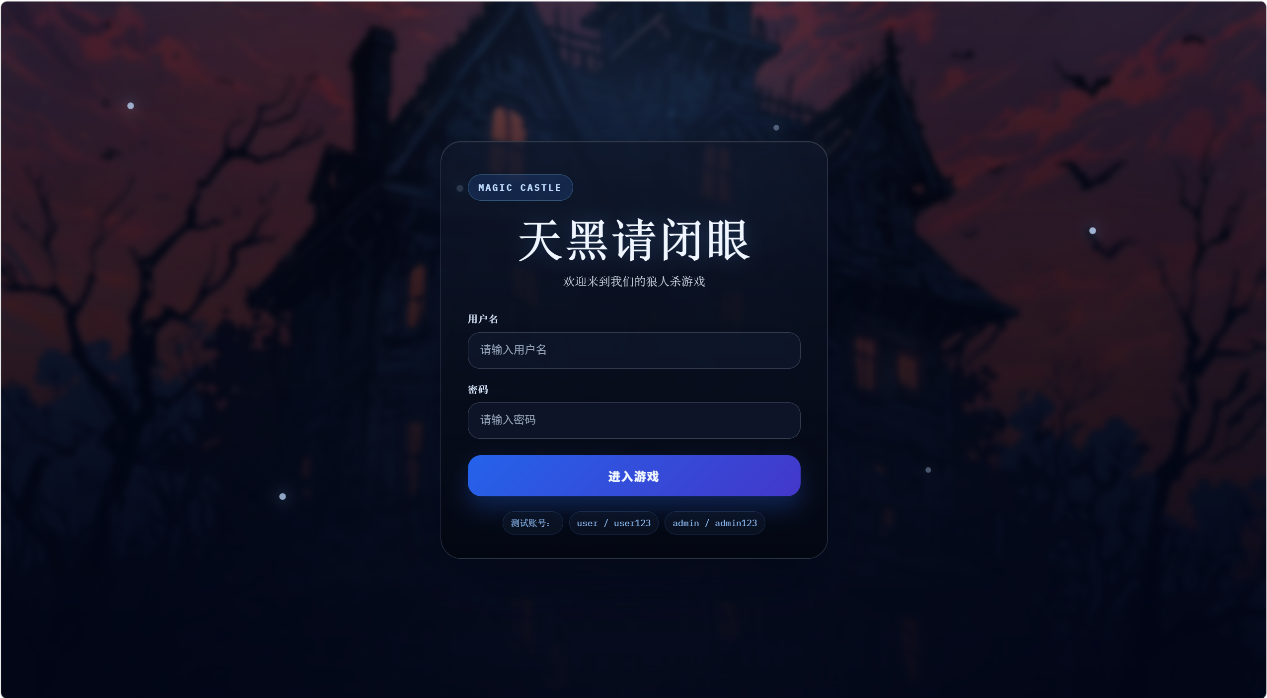 MAGIC CASTLE
天黑请闭眼
欢迎来到我们的狼人杀游戏
用户名
请输入用户名
密码
请输入密码
进入游戏
测试账号： user / user123 admin / admin123